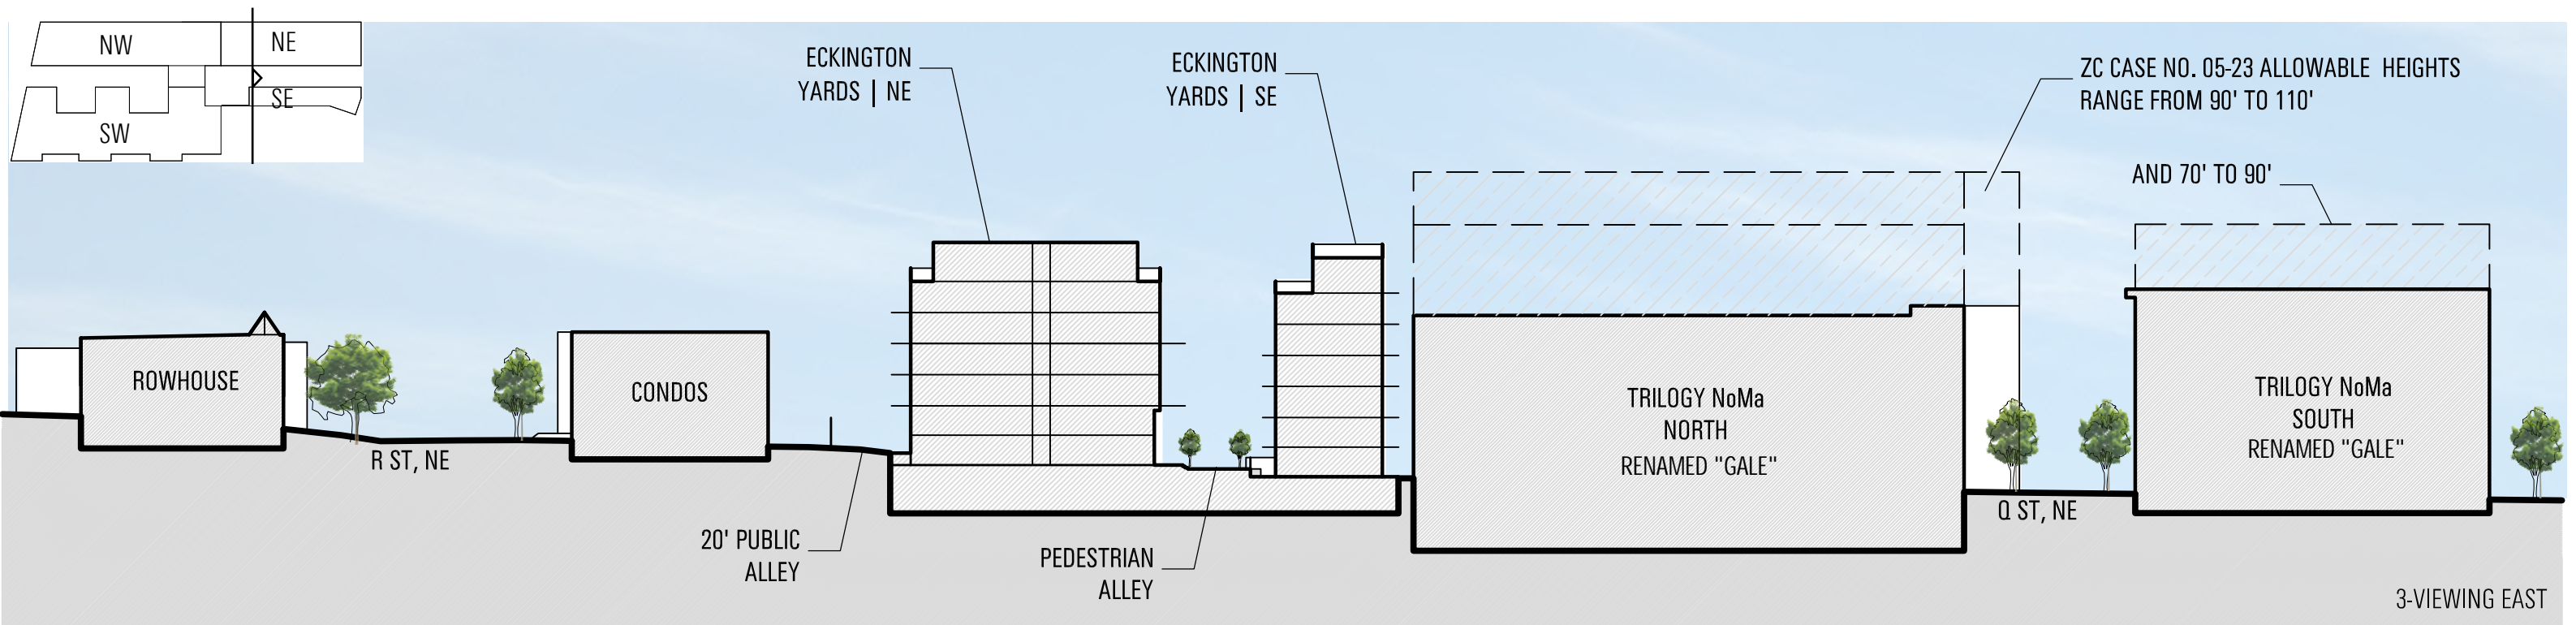 NW
NE
SE
SW
ECKINGTON
YARDS | NE
ECKINGTON
YARDS | SE
ZC CASE NO. 05-23 ALLOWABLE HEIGHTS
RANGE FROM 90' TO 110'
AND 70' TO 90'
ROWHOUSE
R ST, NE
CONDOS
20' PUBLIC
ALLEY
PEDESTRIAN
ALLEY
TRILOGY NoMa
NORTH
RENAMED "GALE"
Q ST, NE
TRILOGY NoMa
SOUTH
RENAMED "GALE"
3-VIEWING EAST